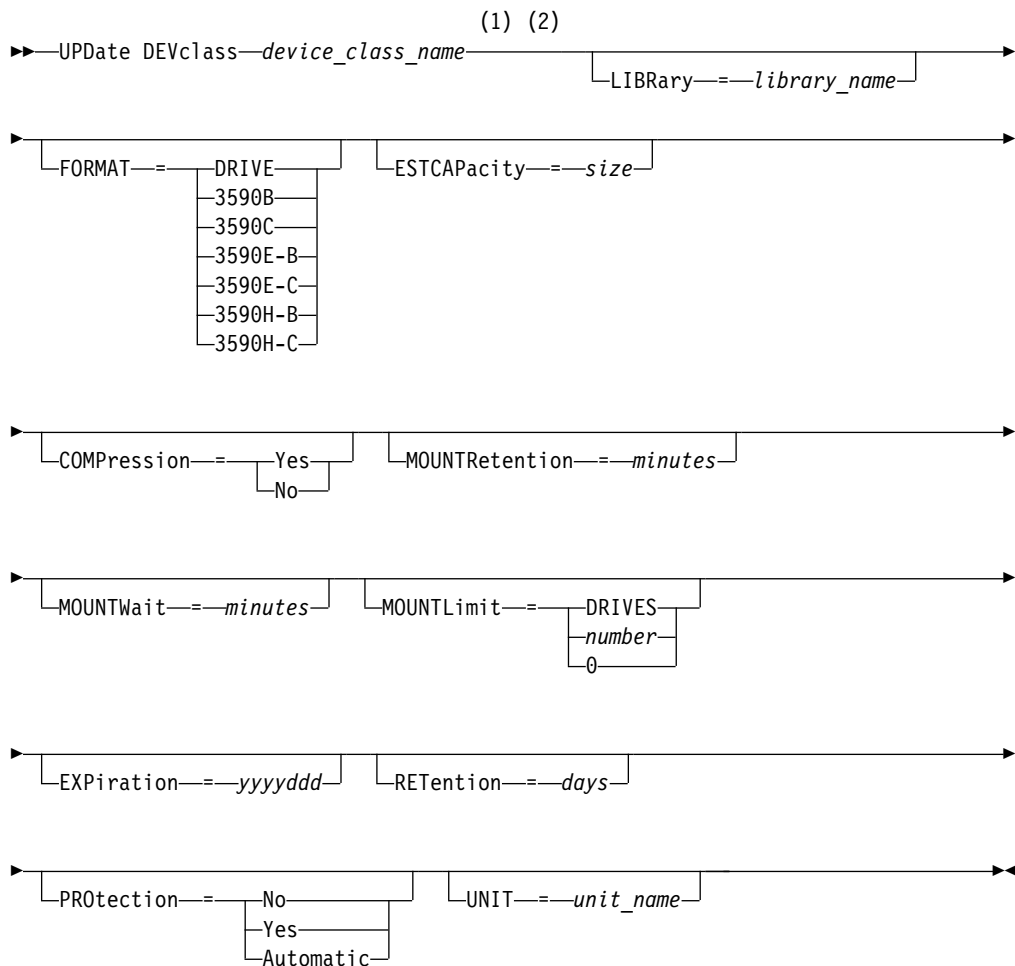 (1) (2)
UPDate DEVclass device_class_name
LIBRary = library_name
FORMAT = DRIVE
3590B
3590C
3590E-B
3590E-C
3590H-B
3590H-C
ESTCAPacity = size
COMPression = Yes
No
MOUNTRetention = minutes
MOUNTWait = minutes
MOUNTLimit = DRIVES
number
0
EXPiration = yyyyddd
RETention = days
PROtection = No
Yes
Automatic
UNIT = unit_name